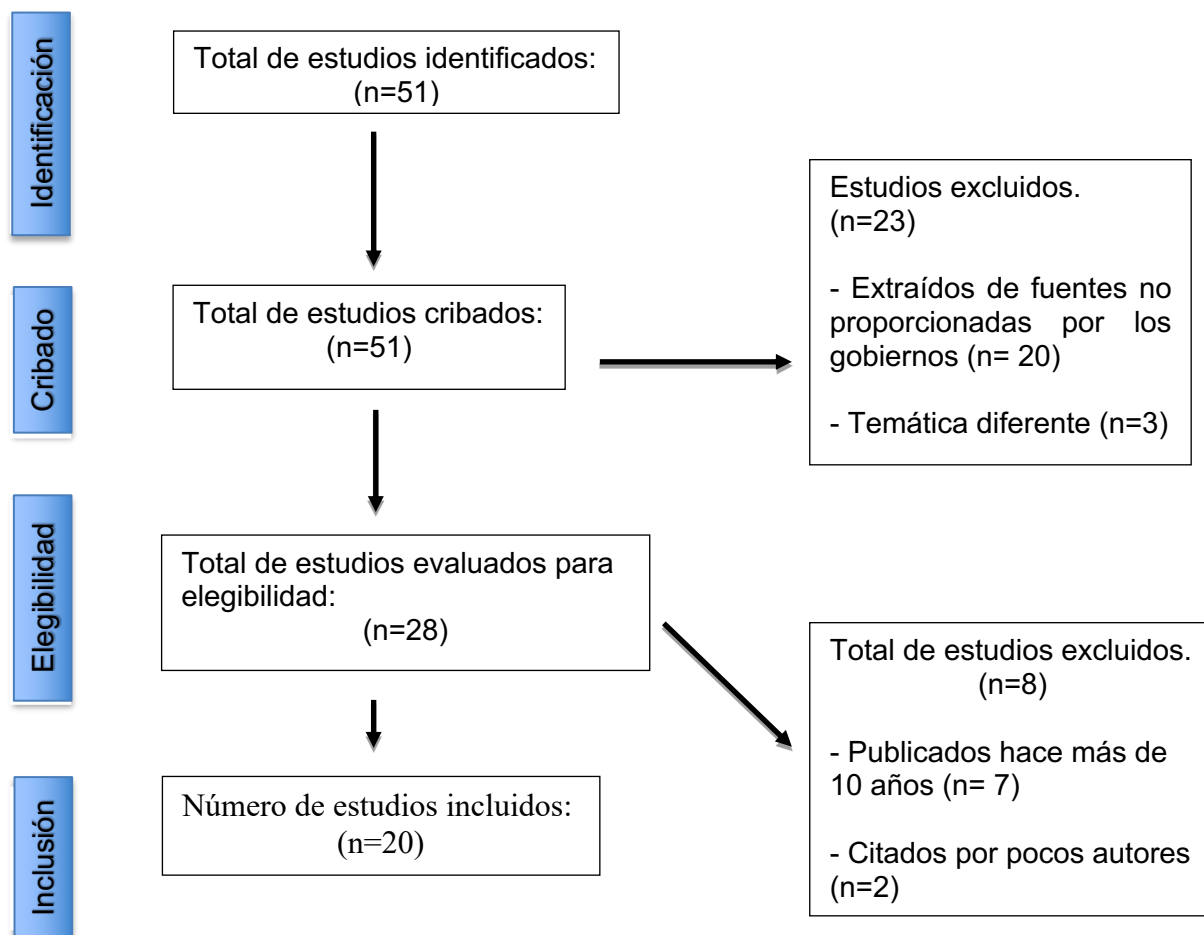 Identificación
Total de estudios identificados:
(n=51)
Cribado
Total de estudios cribados:
(n=51)
Estudios excluidos.
(n=23)
- Extraídos de fuentes no
proporcionadas por los
gobiernos (n= 20)
- Temática diferente (n=3)
Elegibilidad
Total de estudios evaluados para
elegibilidad:
(n=28)
Total de estudios excluidos.
(n=8)
- Publicados hace más de
10 años (n= 7)
- Citados por pocos autores
(n=2)
Inclusión
Número de estudios incluidos:
(n=20)